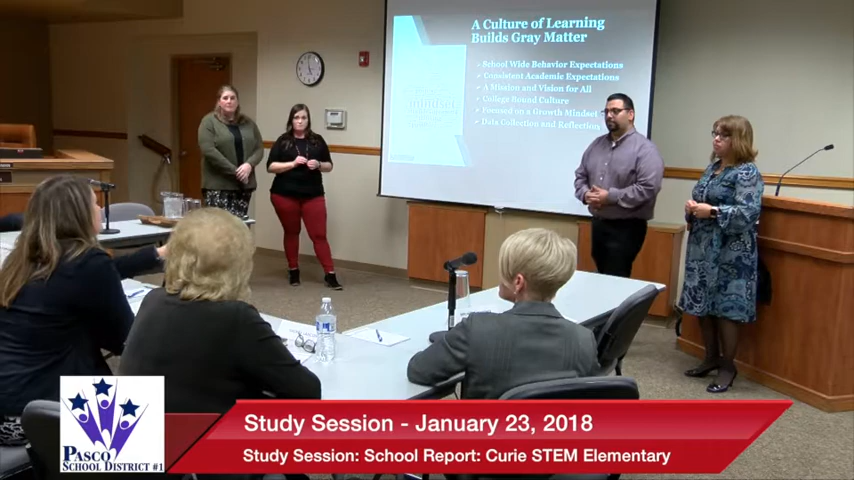 A Culture of Learning
Builds Gray Matter
School Wide Behavior Expectations
Consistent Academic Expectations
A Mission and Vision for All
College Bound Culture
Focused on a Growth Mindset
Data Collection and Reflection
mindset
PASCO
SCHOOL DISTRICT #1
Study Session - January 23, 2018
Study Session: School Report: Curie STEM Elementary